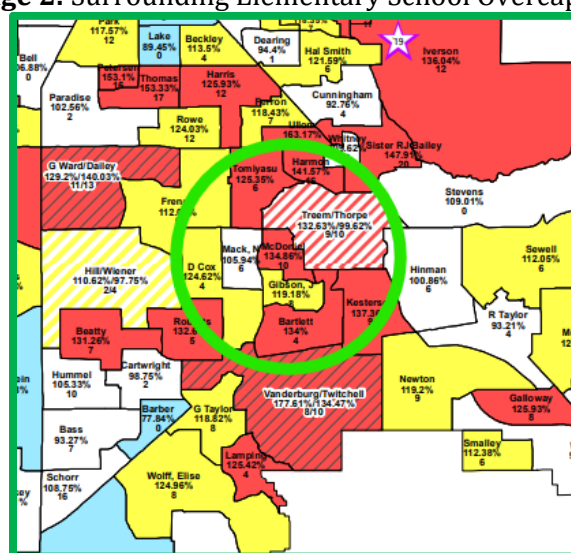 ge 2: Surrounding Elementary School Overcap
Park
117.57%
12
Lake
89.45%
0
Beckley
113.5%
4
Dearing
94.4%
1
Hal Smith
121.59%
6
19
Iverson
136.04%
12
Bell
06.88%
0
Petersen
153.1%
Thomas
153.33%
17
Harris
125.93%
12
Paradise
102.56%
2
Cunningham
92.76%
4
Rowe
124.03%
12
Ferron
118.43%
7
Ullom
163.17%
Whitney
Sister RJ Bailey
147.91%
20
G Ward/Dailey
129.2%/140.03%
11/13
Tomiyasu
125.35%
6
Harmon
141.57%
Stevens
109.01%
0
Treem/Thorpe
132.63%/99.62%
9/10
Mack, N
105.94%
6
McDoniel
134.86%
10
Hinman
100.86%
6
Sewell
112.05%
6
Hill/Wiener
110.62%/97.75%
2/4
D Cox
124.62%
4
Gibson, J
119.18%
8
R Taylor
93.21%
4
Beatty
131.26%
7
5
Bartlett
134%
4
Hummel
105.33%
10
Cartwright
98.75%
2
Newton
119.2%
9
Vanderburg/Twitchell
177.61%/134.47%
8/10
Galloway
125.93%
8
Barber
77.84%
0
G Taylor
118.82%
8
Bass
93.27%
7
Smalley
112.38%
6
Lamping
125.42%
4
Schorr
108.75%
16
Wolff, Elise
124.96%
8